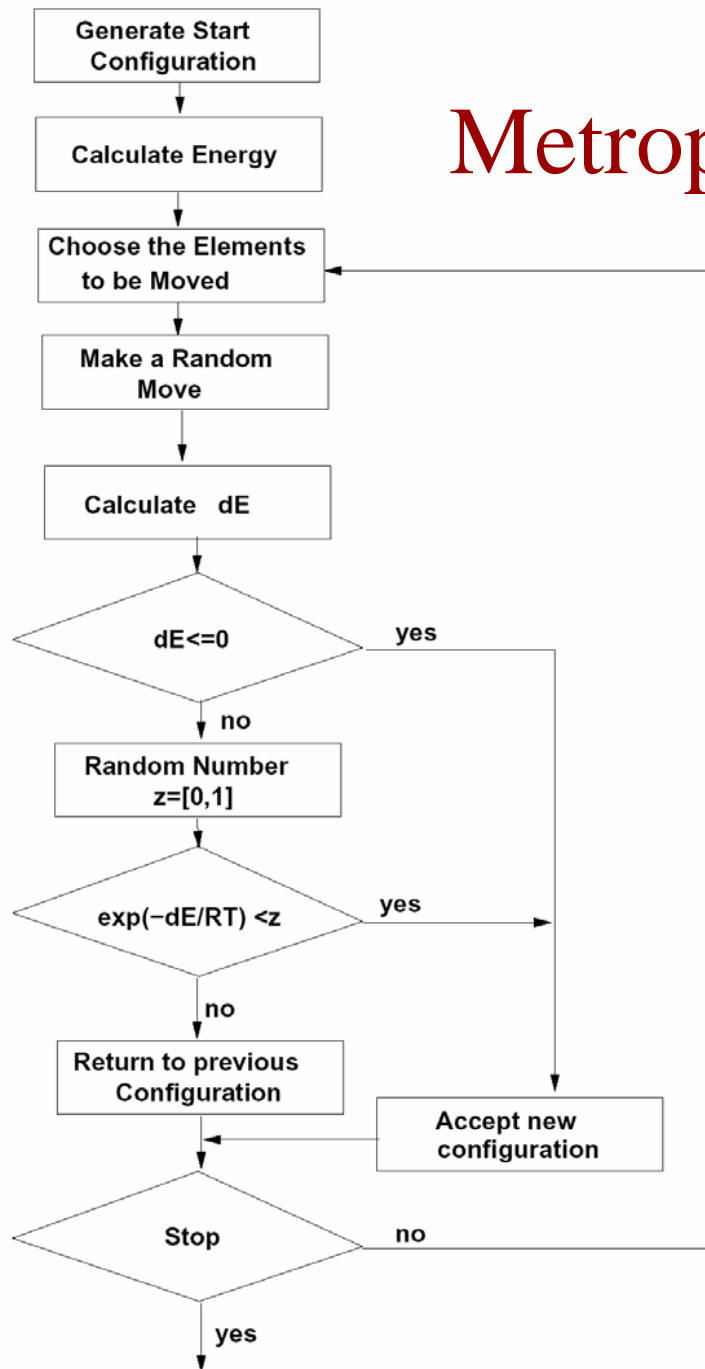 Generate Start
Configuration
Metrop
Calculate Energy
Choose the Elements
to be Moved
Make a Random
Move
Calculate dE
dE<=0
yes
no
Random Number
z=[0,1]
exp(−dE/RT) <z
yes
no
Return to previous
Configuration
Accept new
configuration
Stop
no
yes